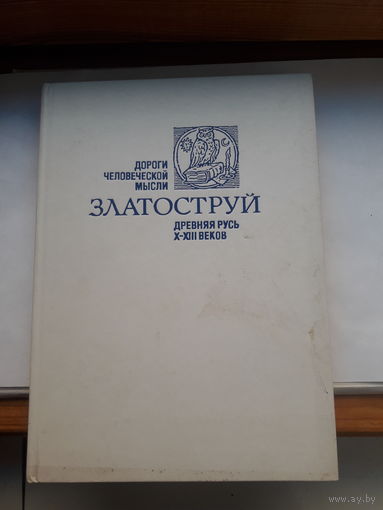 ДОРОГИ
ЧЕЛОВЕЧЕСКОЙ
МЫСЛИ
ЗЛАТОСТРУЙ
ДРЕВНЯЯ РУСЬ
X-XIII ВЕКОВ
www.ay.by